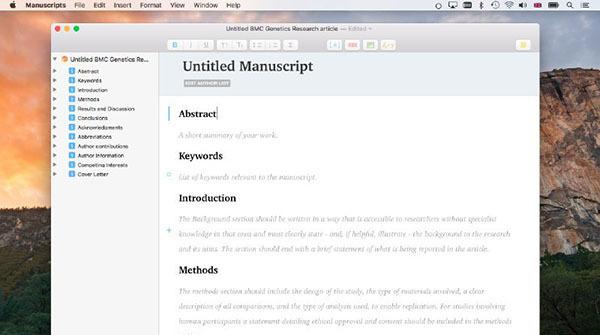 Manuscripts File Edit Insert Format View Window Help
Untitled BMC Genetics Research article — Edited
B I U
Untitled BMC Genetics Re...
Abstract
Keywords
Introduction
Methods
Results and Discussion
Conclusions
Acknowledgments
Abbreviations
Author contributions
Author Information
Competing Interests
Cover Letter
Untitled Manuscript
EDIT AUTHOR LIST
Abstract
A short summary of your work.
Keywords
List of keywords relevant to the manuscript.
Introduction
The Background section should be written in a way that is accessible to researchers without specialist
knowledge in that area and must clearly state - and, if helpful, illustrate - the background to the research
and its aims. The section should end with a brief statement of what is being reported in the article.
Methods
The methods section should include the design of the study, the type of materials involved, a clear
description of all comparisons, and the type of analysis used, to enable replication. For studies involving
human participants a statement detailing ethical approval and consent should be included in the methods